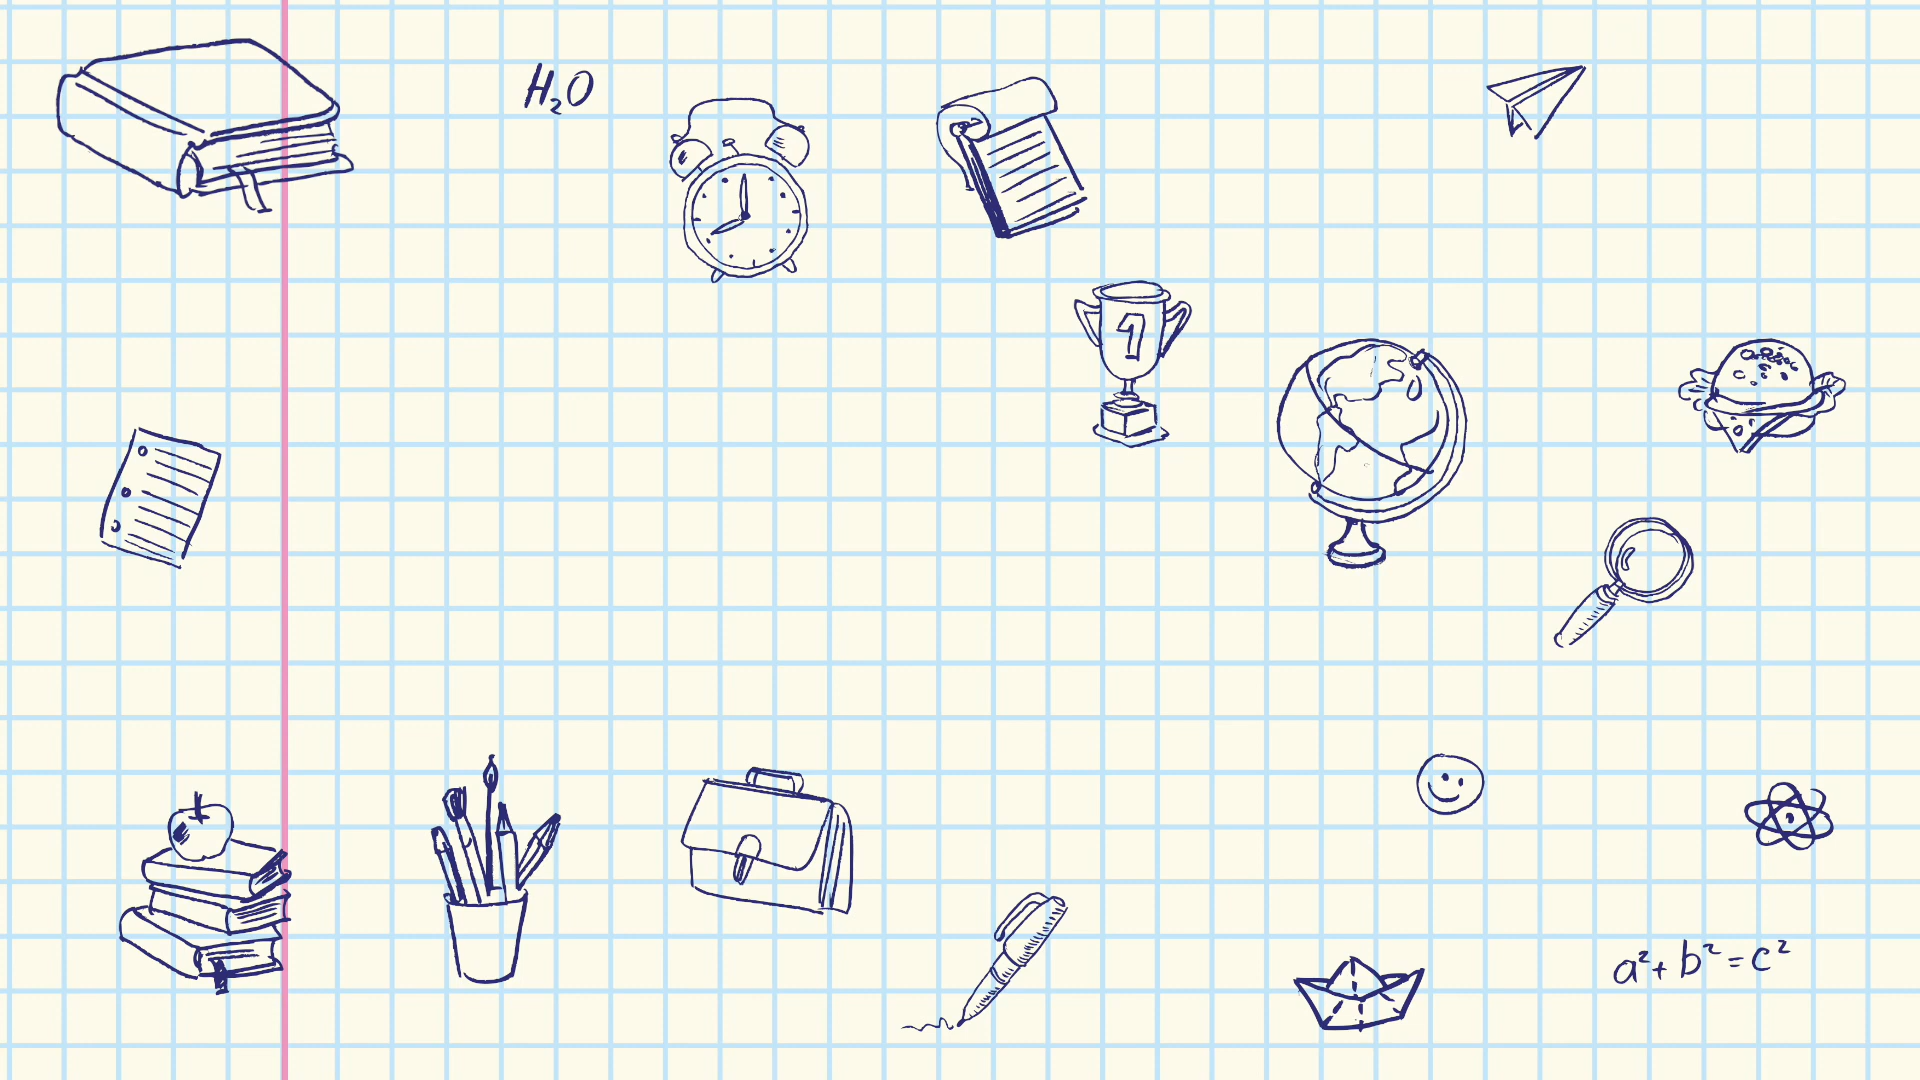 H₂O
1
a² + b² = c²